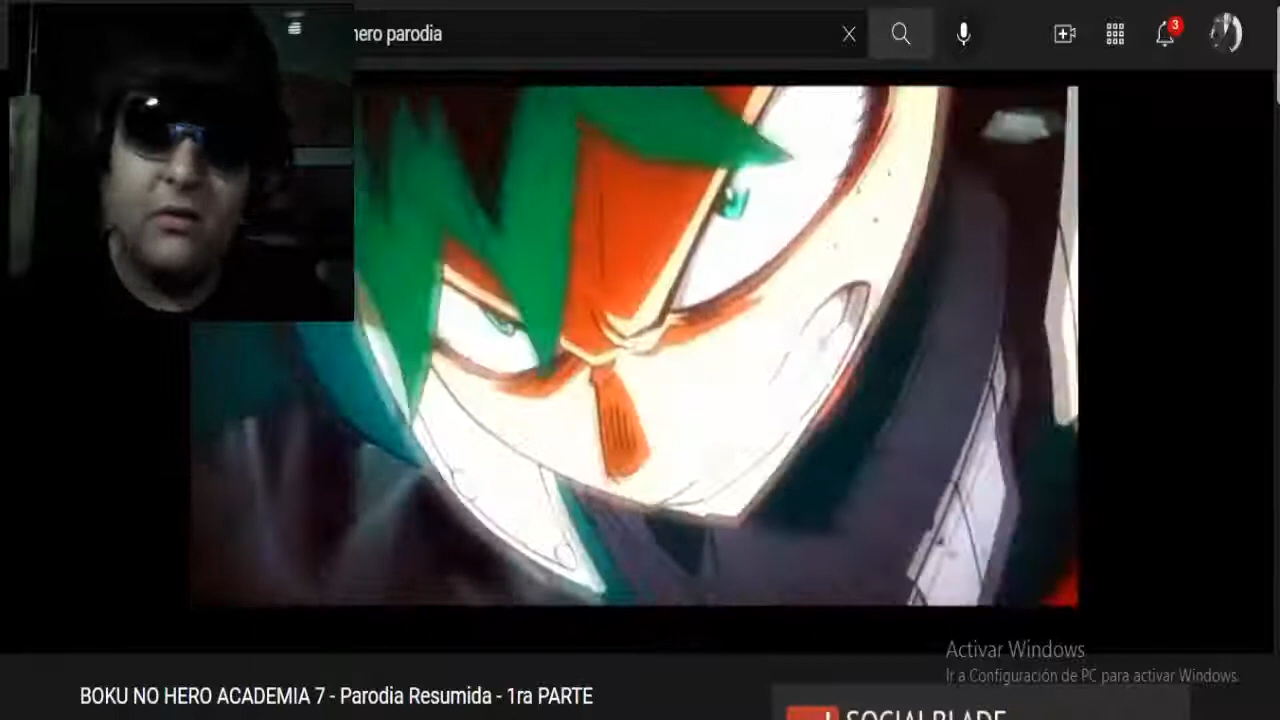 hero parodia
3
Activar Windows
Ir a Configuración de PC para activar Windows.
BOKU NO HERO ACADEMIA 7 - Parodia Resumida - 1ra PARTE
SOCIALBLADE